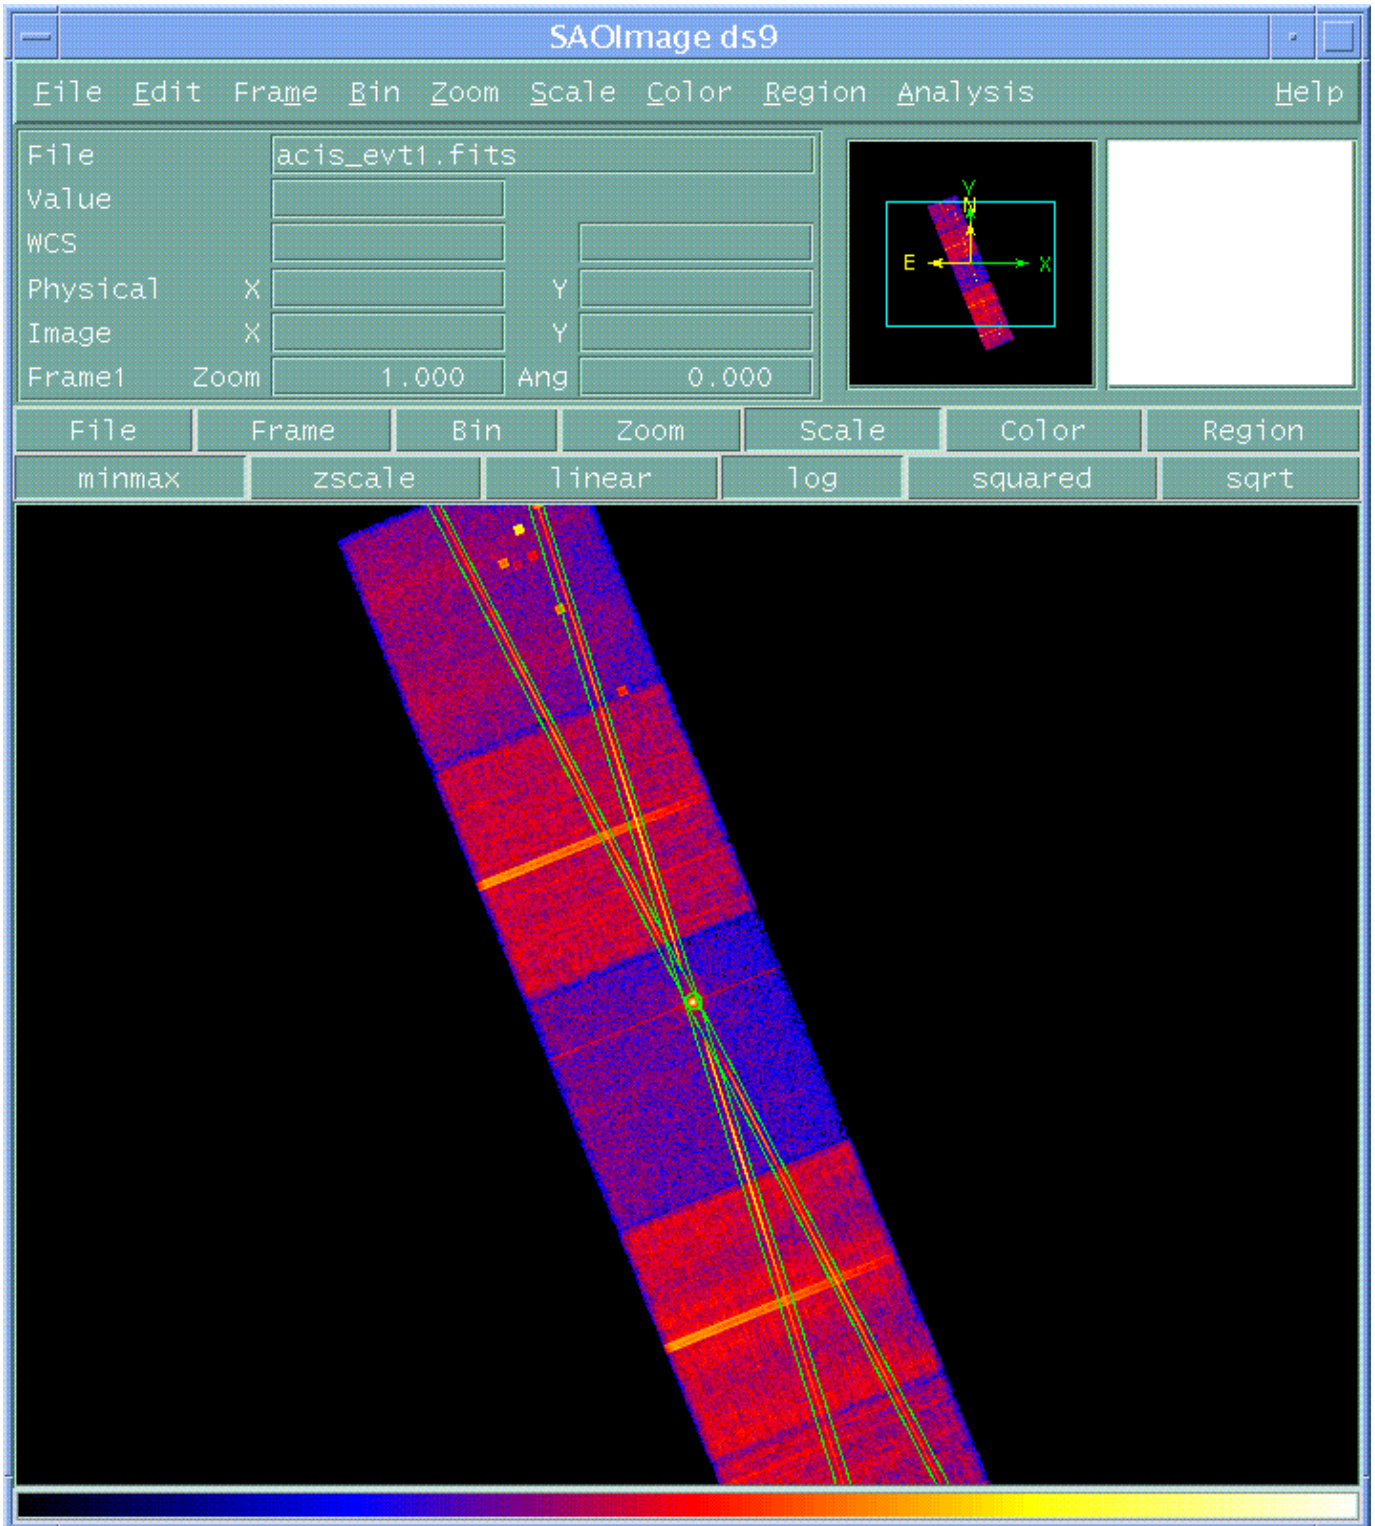 SAOImage ds9
File Edit Frame Bin Zoom Scale Color Region Analysis Help
File acis_evt1.fits
Value
WCS
Physical X Y
Image X Y
Frame1 Zoom 1.000 Ang 0.000
Y
N
E X
File Frame Bin Zoom Scale Color Region
minmax zscale linear log squared sqrt